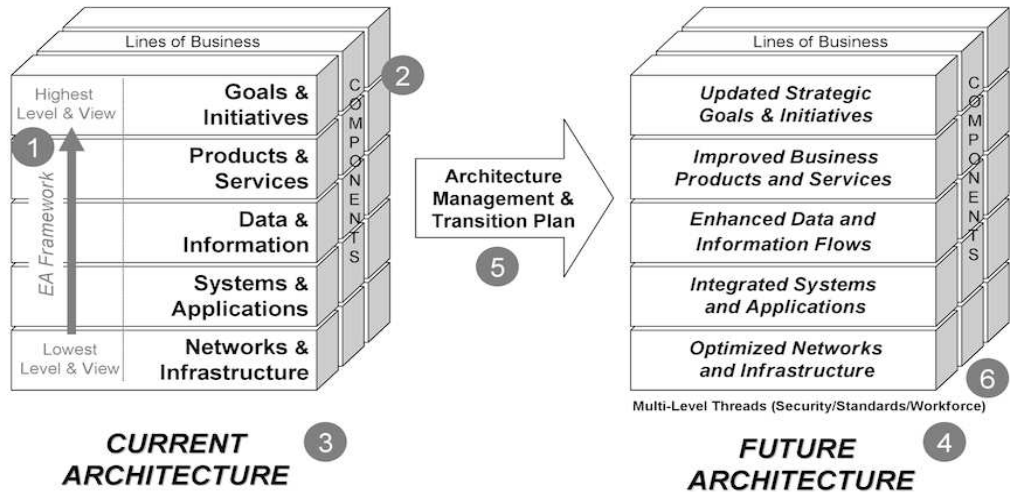 Lines of Business
Highest
Level & View
1
EA Framework
Lowest
Level & View
Goals &
Initiatives
Products &
Services
Data &
Information
Systems &
Applications
Networks &
Infrastructure
COMPONENTS
2
CURRENT
ARCHITECTURE
3
Architecture
Management &
Transition Plan
5
Lines of Business
Updated Strategic
Goals & Initiatives
Improved Business
Products and Services
Enhanced Data and
Information Flows
Integrated Systems
and Applications
Optimized Networks
and Infrastructure
COMPONENTS
6
Multi-Level Threads (Security/Standards/Workforce)
FUTURE
ARCHITECTURE
4